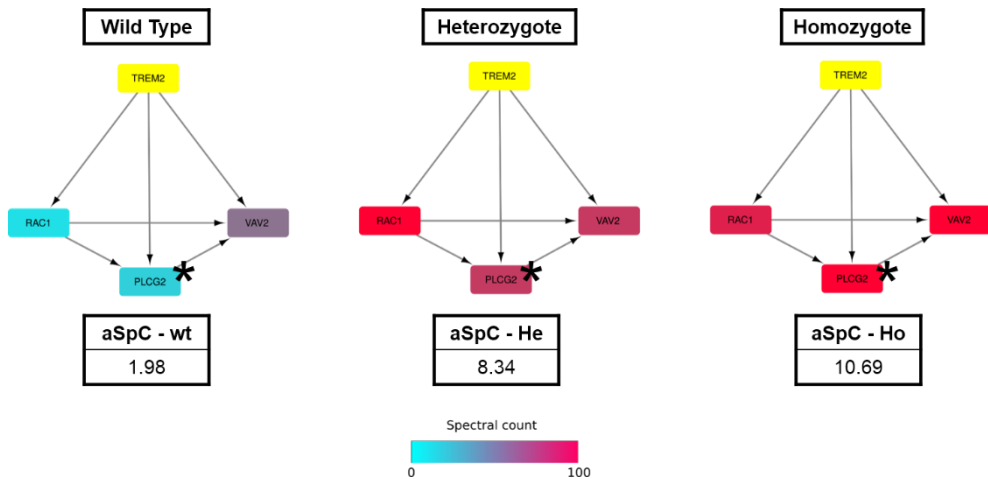 Wild Type
Heterozygote
Homozygote
TREM2
TREM2
TREM2
RAC1
VAV2
RAC1
VAV2
RAC1
VAV2
PLCG2
*
PLCG2
*
PLCG2
*
aSpC - wt
1.98
aSpC - He
8.34
aSpC - Ho
10.69
Spectral count
0
100